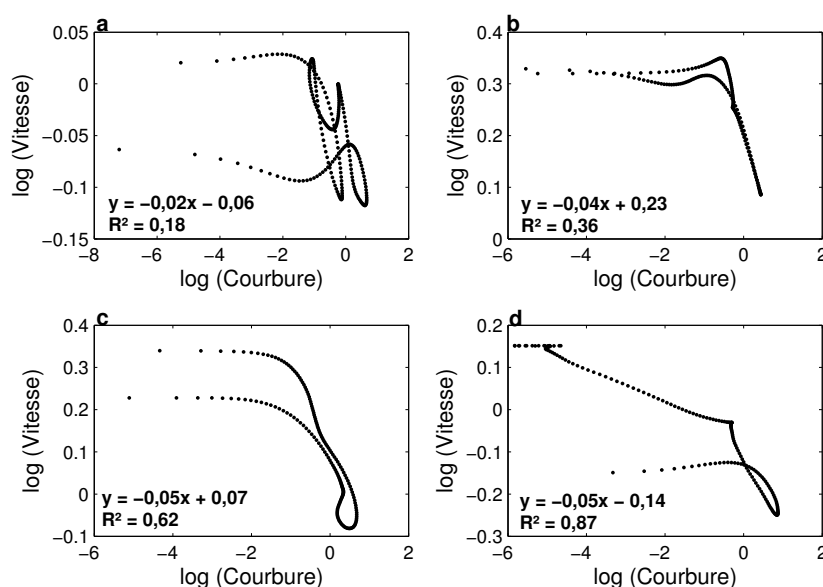 a
0.05
0
−0.05
−0.1
−0.15
log (Vitesse)
y = −0,02x − 0,06
R² = 0,18
−8 −6 −4 −2 0 2
log (Courbure)
b
0.4
0.3
0.2
0.1
0
log (Vitesse)
y = −0,04x + 0,23
R² = 0,36
−6 −4 −2 0 2
log (Courbure)
c
0.4
0.3
0.2
0.1
0
−0.1
log (Vitesse)
y = −0,05x + 0,07
R² = 0,62
−6 −4 −2 0 2
log (Courbure)
d
0.2
0.1
0
−0.1
−0.2
−0.3
log (Vitesse)
y = −0,05x − 0,14
R² = 0,87
−6 −4 −2 0 2
log (Courbure)